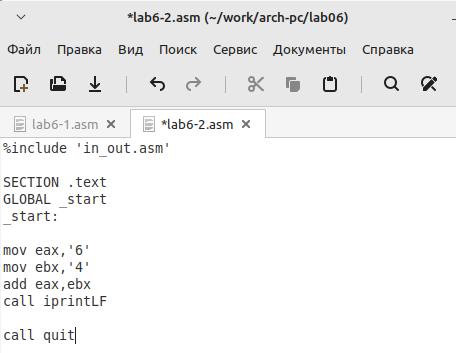 *lab6-2.asm (~/work/arch-pc/lab06)
Файл Правка Вид Поиск Сервис Документы Справка
lab6-1.asm *lab6-2.asm
%include 'in_out.asm'
SECTION .text
GLOBAL _start
_start:
mov eax,'6'
mov ebx,'4'
add eax,ebx
call iprintLF
call quit